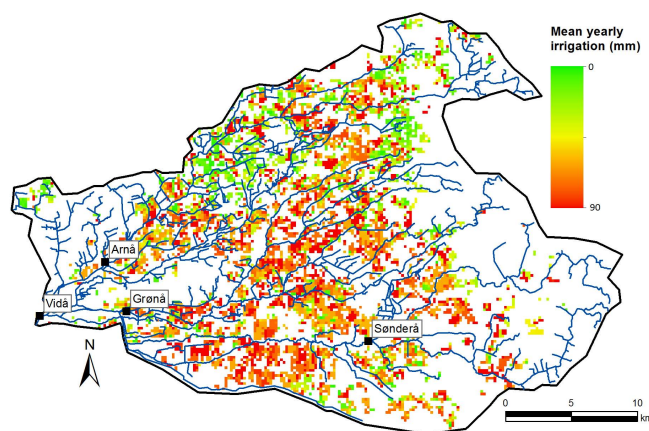 Mean yearly
irrigation (mm)
0
90
Arnå
Vidå
Grønå
Sønderå
N
0 5 10
km